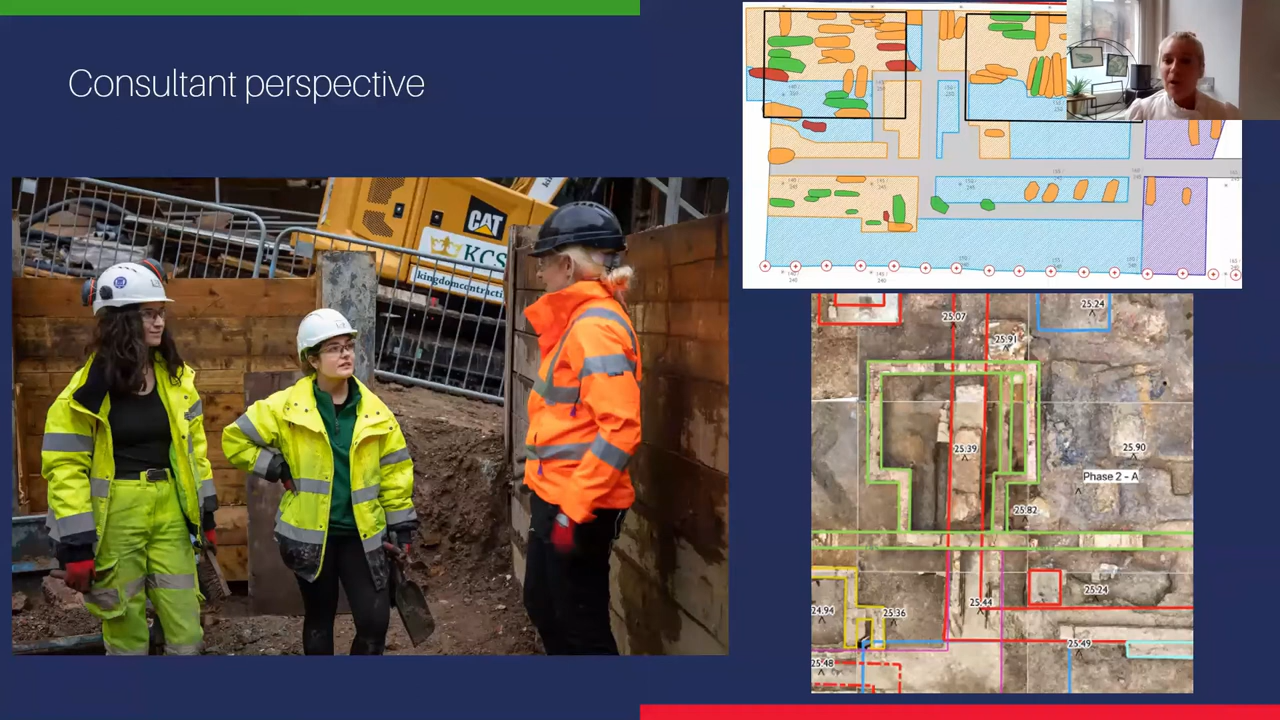 Consultant perspective
CAT
KCS
kingdomcontracti
25.07
25.24
25.91
25.39
25.90
Phase 2 - A
25.82
25.44
25.24
24.94
25.36
25.49
25.48